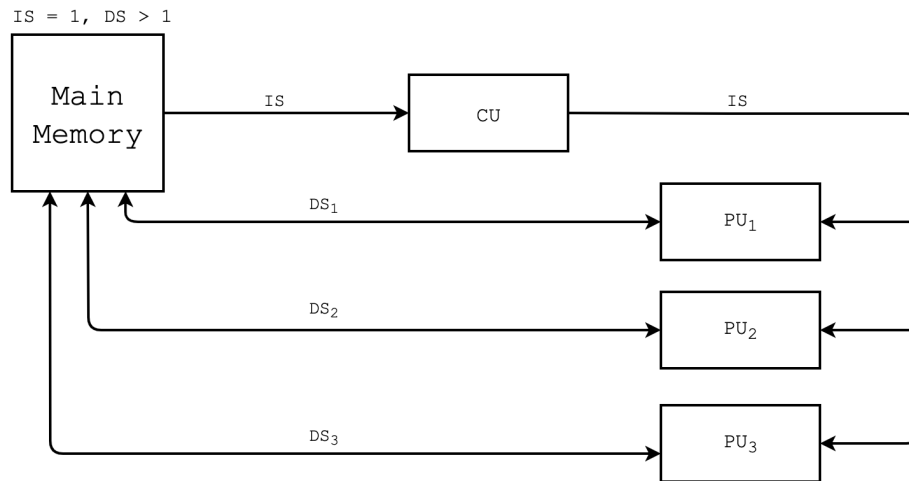 IS = 1, DS > 1
Main
Memory
IS
CU
IS
DS₁
PU₁
DS₂
PU₂
DS₃
PU₃